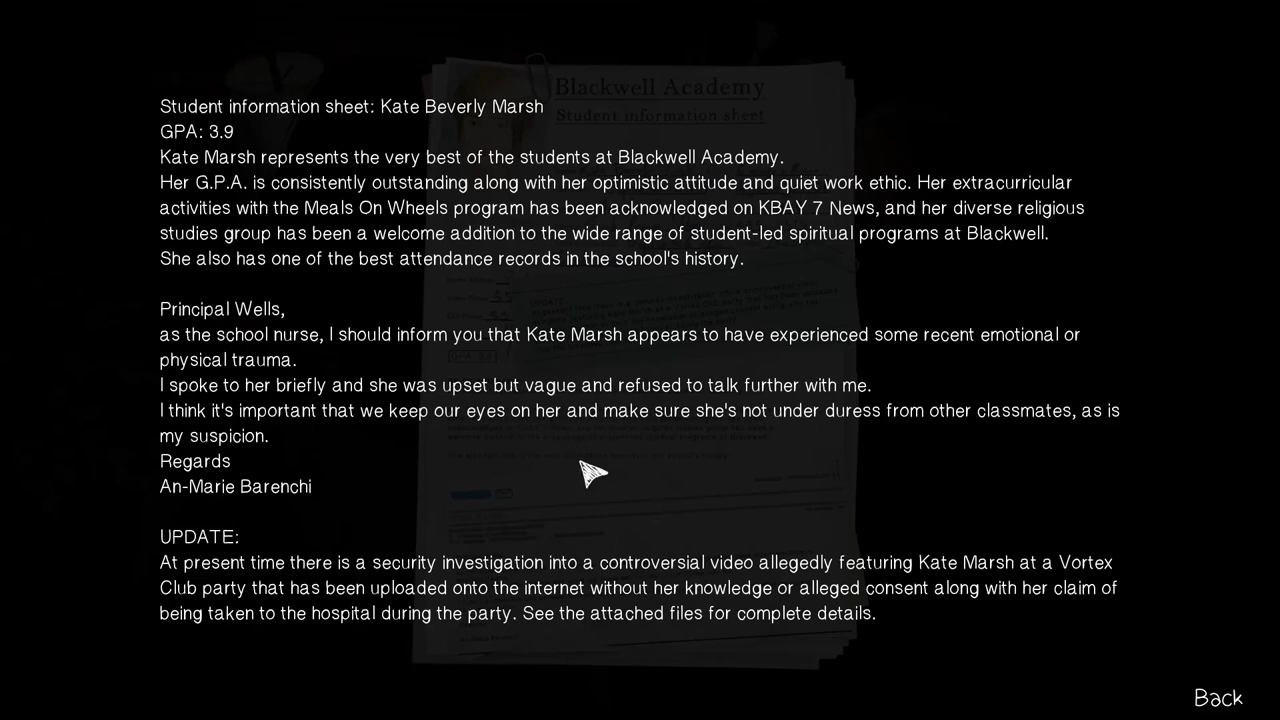 Blackwell Academy
Student information sheet
Student information sheet: Kate Beverly Marsh
GPA: 3.9
Kate Marsh represents the very best of the students at Blackwell Academy.
Her G.P.A. is consistently outstanding along with her optimistic attitude and quiet work ethic. Her extracurricular
activities with the Meals On Wheels program has been acknowledged on KBAY 7 News, and her diverse religious
studies group has been a welcome addition to the wide range of student-led spiritual programs at Blackwell.
She also has one of the best attendance records in the school's history.
Principal Wells,
as the school nurse, I should inform you that Kate Marsh appears to have experienced some recent emotional or
physical trauma.
I spoke to her briefly and she was upset but vague and refused to talk further with me.
I think it's important that we keep our eyes on her and make sure she's not under duress from other classmates, as is
my suspicion.
Regards
An-Marie Barenchi
UPDATE:
At present time there is a security investigation into a controversial video allegedly featuring Kate Marsh at a Vortex
Club party that has been uploaded onto the internet without her knowledge or alleged consent along with her claim of
being taken to the hospital during the party. See the attached files for complete details.
Back